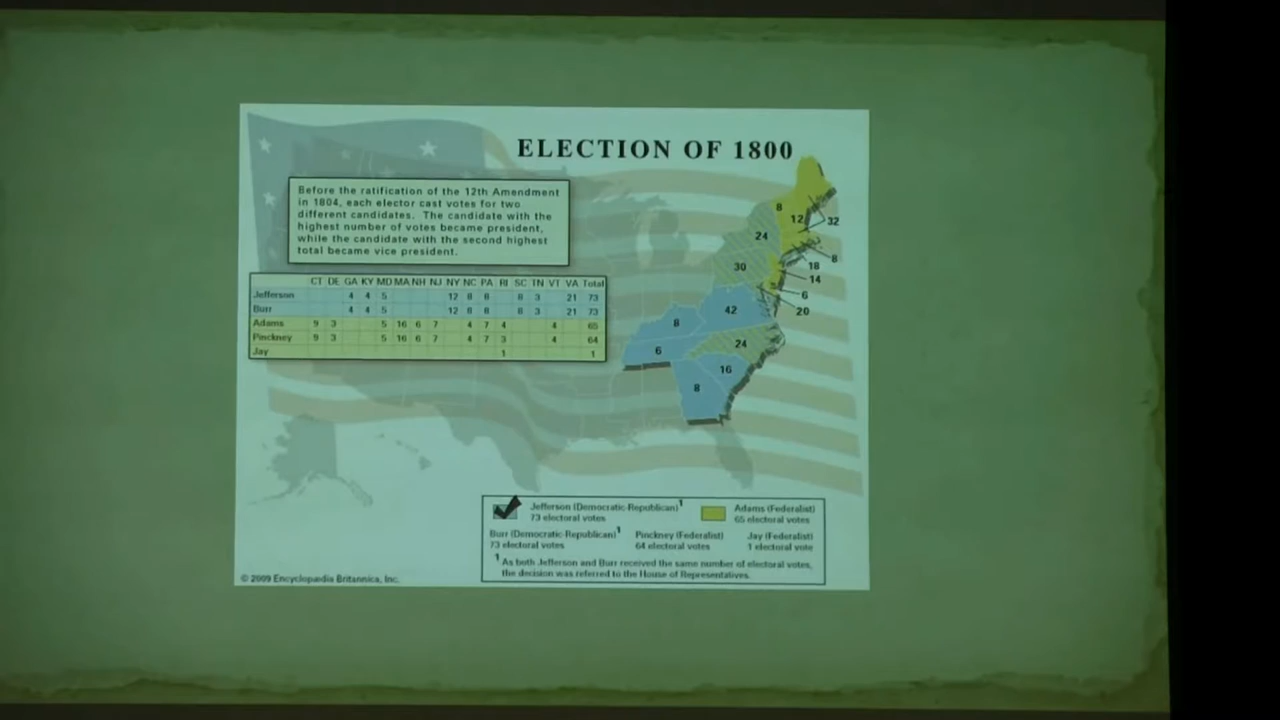 ELECTION OF 1800
Before the ratification of the 12th Amendment
in 1804, each elector cast votes for two
different candidates. The candidate with the
highest number of votes became president,
while the candidate with the second highest
total became vice president.
CT DE GA KY MD MA NH NJ NY NC PA RI SC TN VT VA Total
Jefferson 4 4 5 12 8 8 8 3 21 73
Burr 4 4 5 12 8 8 8 3 21 73
Adams 9 3 5 16 6 7 4 7 4 4 65
Pinckney 9 3 5 16 6 7 4 7 3 4 64
Jay 1 1
8
12
32
24
8
30
18
14
6
42
20
8
24
6
16
8
Jefferson (Democratic-Republican)1
73 electoral votes
Adams (Federalist)
65 electoral votes
Burr (Democratic-Republican)1
73 electoral votes
Pinckney (Federalist)
64 electoral votes
Jay (Federalist)
1 electoral vote
1 As both Jefferson and Burr received the same number of electoral votes,
the decision was referred to the House of Representatives.
© 2009 Encyclopædia Britannica, Inc.